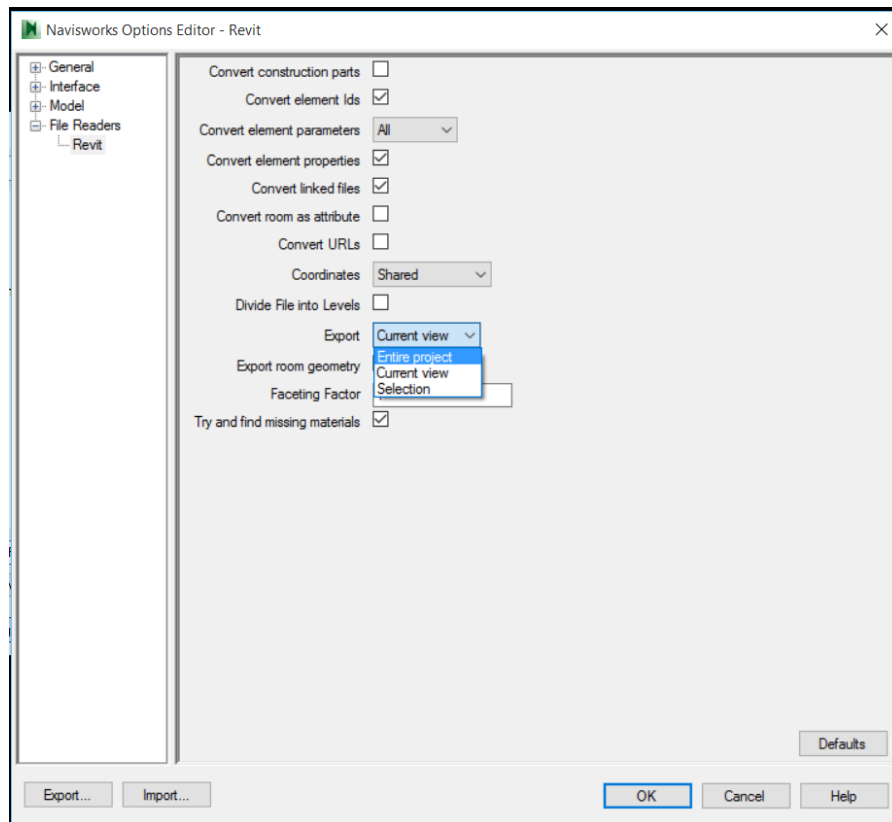 Navisworks Options Editor - Revit
General
Interface
Model
File Readers
Revit
Convert construction parts
Convert element Ids
Convert element parameters All
Convert element properties
Convert linked files
Convert room as attribute
Convert URLs
Coordinates Shared
Divide File into Levels
Export Current view
Entire project
Export room geometry
Current view
Selection
Faceting Factor
Try and find missing materials
Defaults
Export... Import... OK Cancel Help